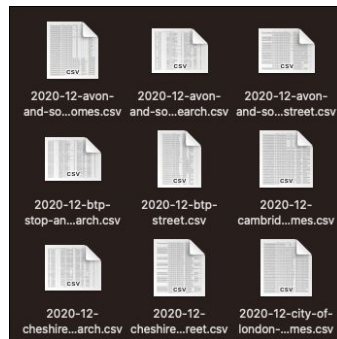 CSV
CSV
CSV
2020-12-avon-
and-so...omes.csv
2020-12-avon-
and-so...earch.csv
2020-12-avon-
and-so...street.csv
CSV
CSV
CSV
2020-12-btp-
stop-an...arch.csv
2020-12-btp-
street.csv
2020-12-
cambrid...mes.csv
CSV
CSV
CSV
2020-12-
cheshire...arch.csv
2020-12-
cheshire...reet.csv
2020-12-city-of-
london-...mes.csv